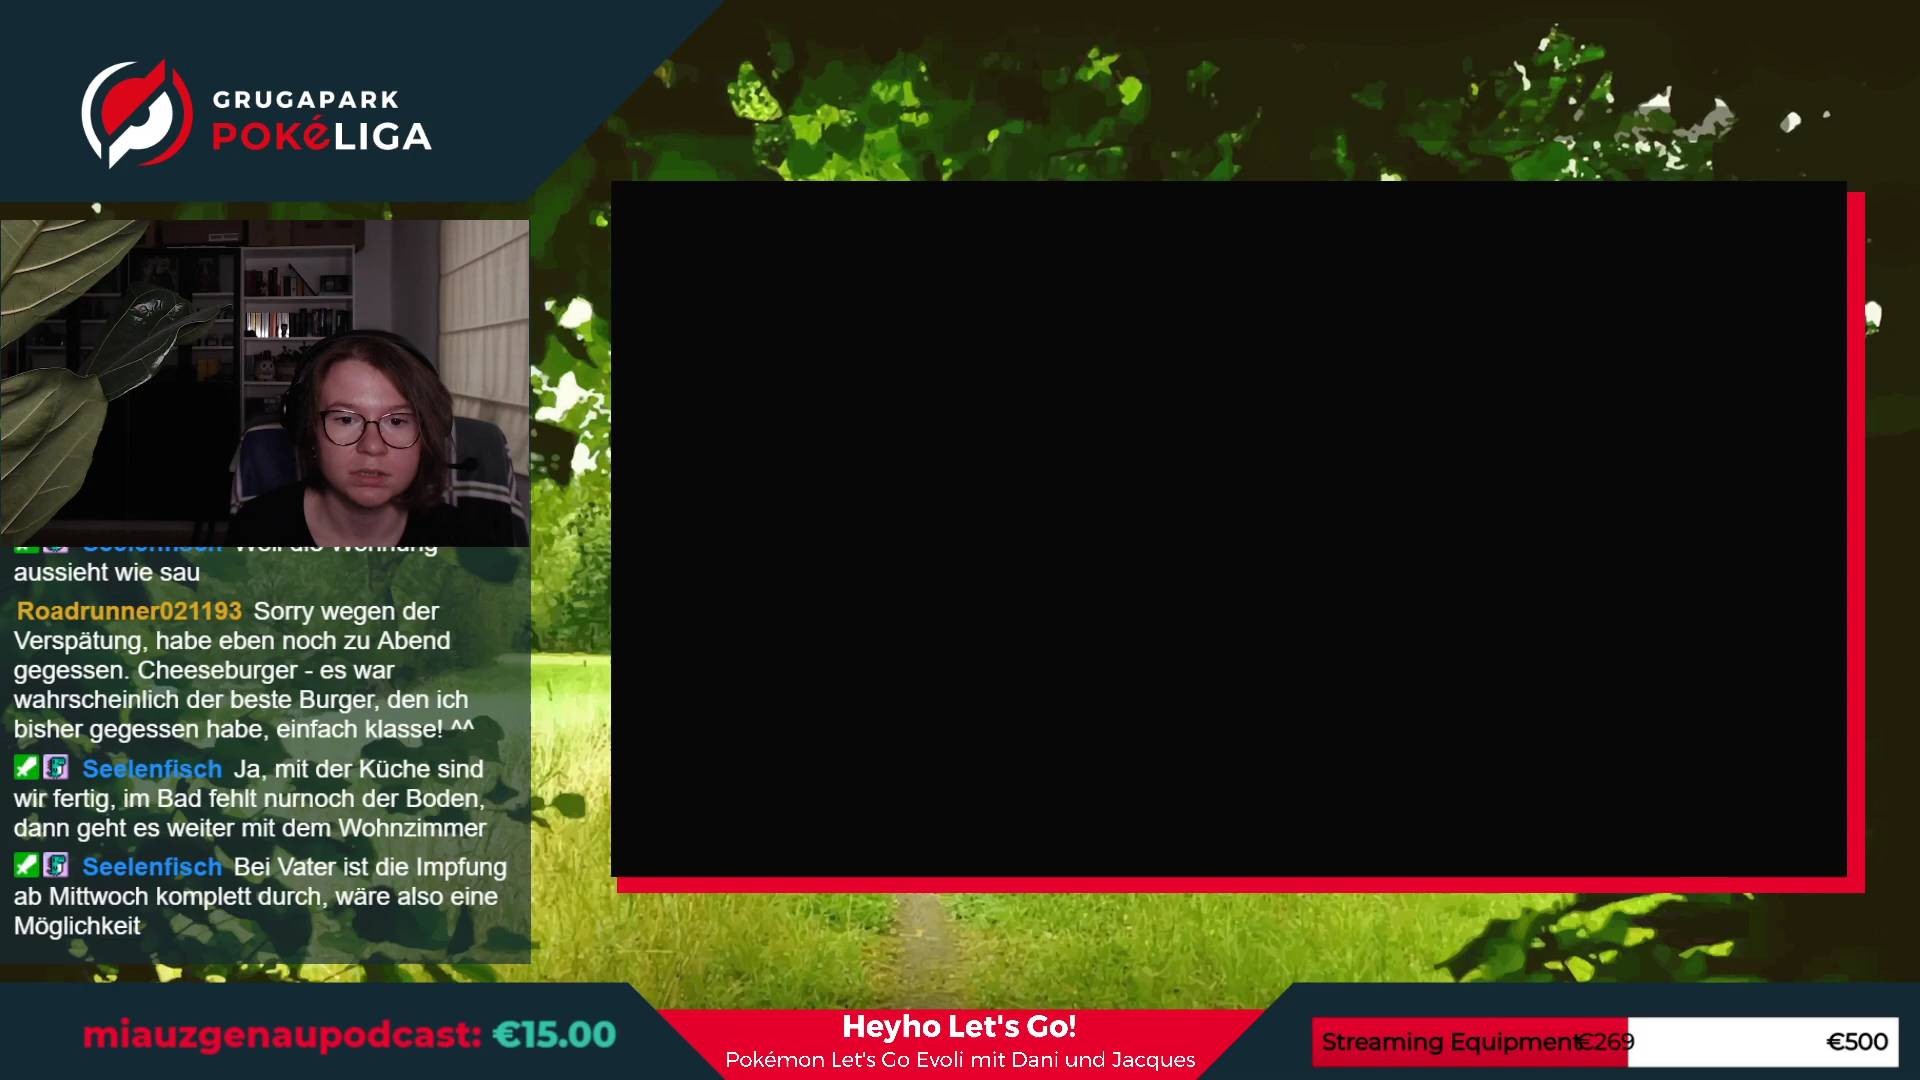 GRUGAPARK
POKéLIGA
Seelenfisch Weil die Wohnung
aussieht wie sau
Roadrunner021193 Sorry wegen der
Verspätung, habe eben noch zu Abend
gegessen. Cheeseburger - es war
wahrscheinlich der beste Burger, den ich
bisher gegessen habe, einfach klasse! ^^
Seelenfisch Ja, mit der Küche sind
wir fertig, im Bad fehlt nurnoch der Boden,
dann geht es weiter mit dem Wohnzimmer
Seelenfisch Bei Vater ist die Impfung
ab Mittwoch komplett durch, wäre also eine
Möglichkeit
miauzgenaupodcast: €15.00
Heyho Let's Go!
Pokémon Let's Go Evoli mit Dani und Jacques
Streaming Equipment €269
€500